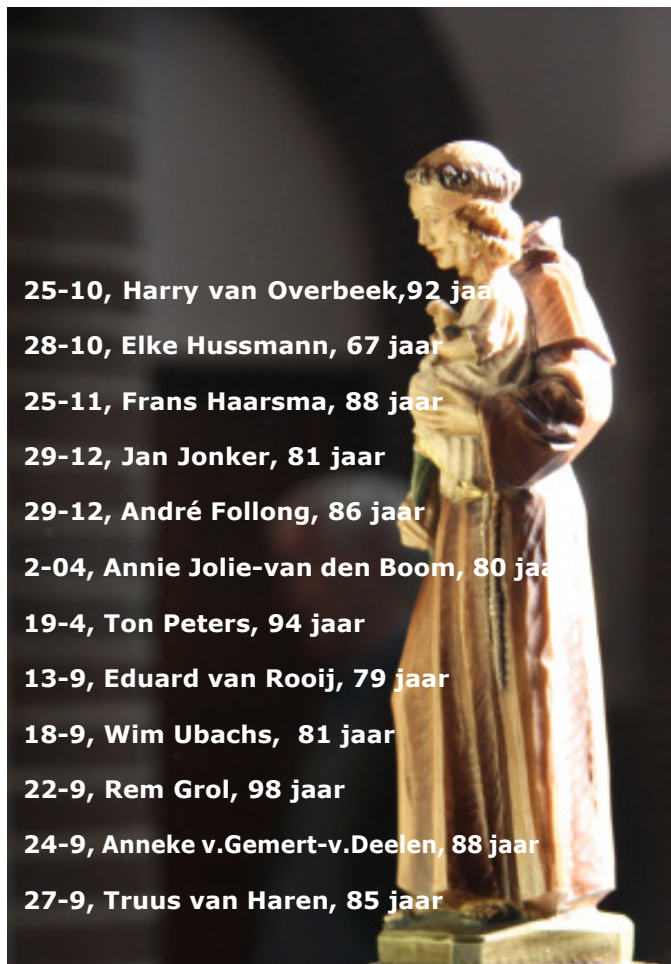 25-10, Harry van Overbeek,92 jaar
28-10, Elke Hussmann, 67 jaar
25-11, Frans Haarsma, 88 jaar
29-12, Jan Jonker, 81 jaar
29-12, André Follong, 86 jaar
2-04, Annie Jolie-van den Boom, 80 jaar
19-4, Ton Peters, 94 jaar
13-9, Eduard van Rooij, 79 jaar
18-9, Wim Ubachs,  81 jaar
22-9, Rem Grol, 98 jaar
24-9, Anneke v.Gemert-v.Deelen, 88 jaar
27-9, Truus van Haren, 85 jaar